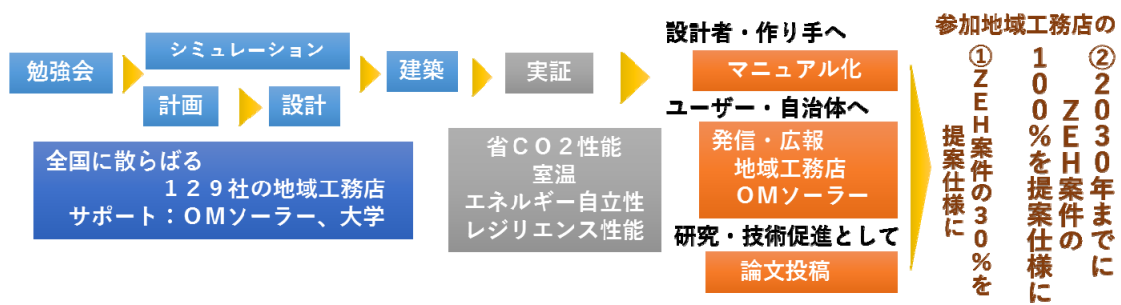 勉強会
シミュレーション
計画
設計
建築
実証
全国に散らばる
１２９社の地域工務店
サポート：ＯＭソーラー、大学
省ＣＯ２性能
室温
エネルギー自立性
レジリエンス性能
設計者・作り手へ
マニュアル化
ユーザー・自治体へ
発信・広報
地域工務店
ＯＭソーラー
研究・技術促進として
論文投稿
参加地域工務店の
①ＺＥＨ案件の３０％を
提案仕様に
②２０３０年までに
ＺＥＨ案件の
１００％を提案仕様に